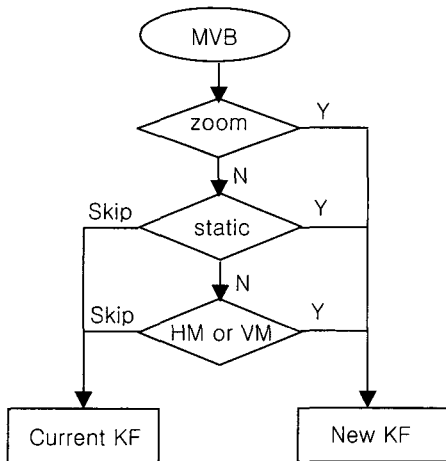 MVB
zoom
Y
N
Skip
static
Y
N
Skip
HM or VM
Y
Current KF
New KF